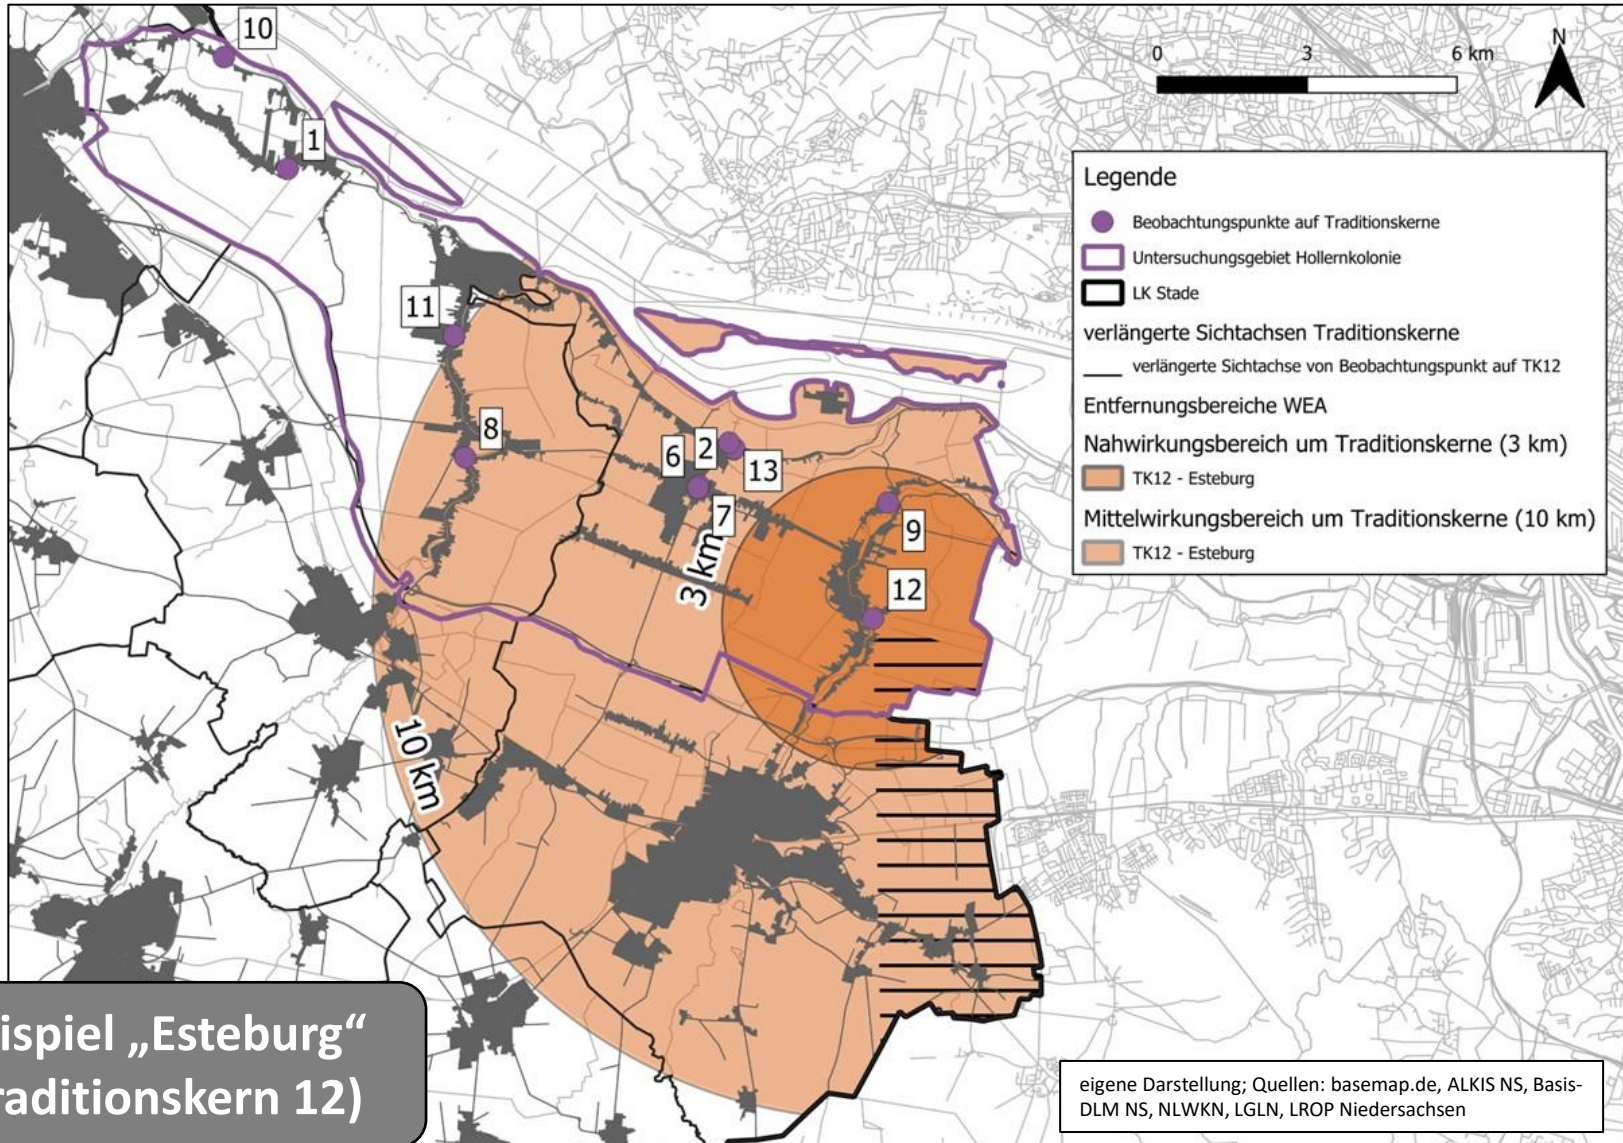 10
1
11
8
6
2
13
7
9
12
3 km
10 km
0 3 6 km
N
Legende
Beobachtungspunkte auf Traditionskerne
Untersuchungsgebiet Hollernkolonie
LK Stade
verlängerte Sichtachsen Traditionskerne
verlängerte Sichtachse von Beobachtungspunkt auf TK12
Entfernungsbereiche WEA
Nahwirkungsbereich um Traditionskerne (3 km)
TK12 - Esteburg
Mittelwirkungsbereich um Traditionskerne (10 km)
TK12 - Esteburg
ispiel „Esteburg“
raditionskern 12)
eigene Darstellung; Quellen: basemap.de, ALKIS NS, Basis-
DLM NS, NLWKN, LGLN, LROP Niedersachsen